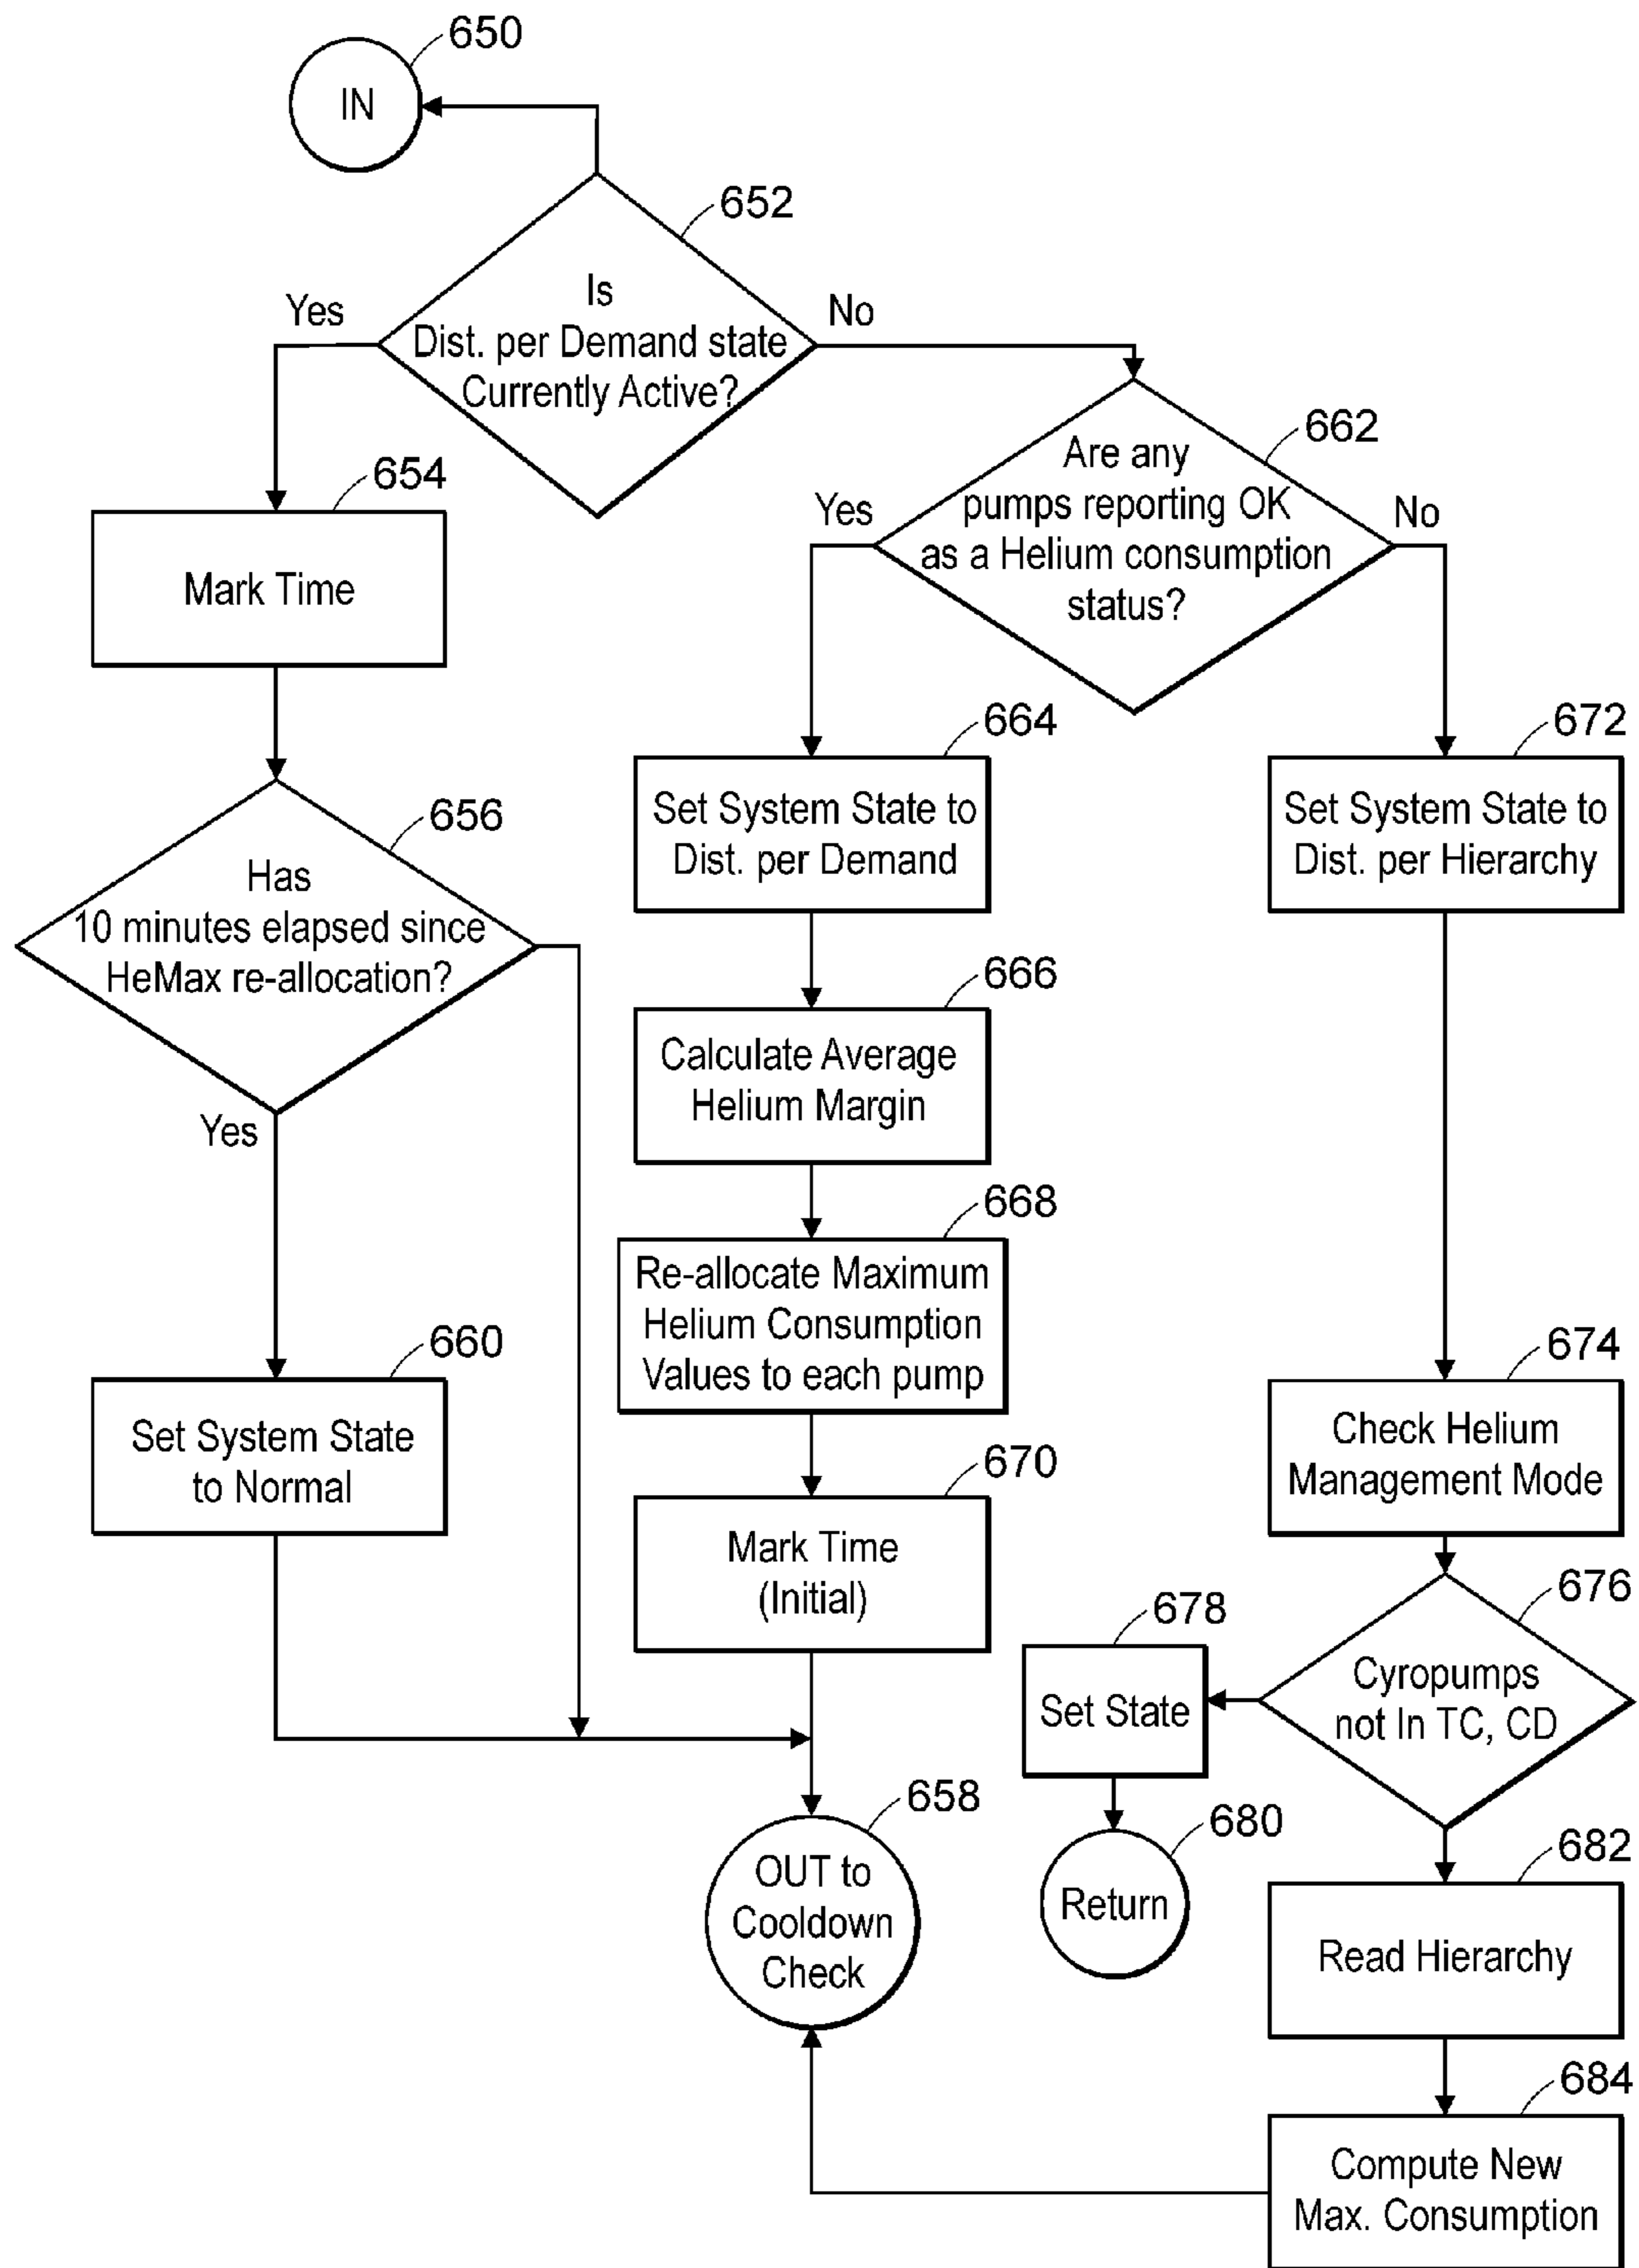 650
IN
652
Is
Dist. per Demand state
Currently Active?
Yes
No
654
Mark Time
656
Has
10 minutes elapsed since
HeMax re-allocation?
Yes
660
Set System State
to Normal
662
Are any
pumps reporting OK
as a Helium consumption
status?
Yes
No
664
Set System State to
Dist. per Demand
666
Calculate Average
Helium Margin
668
Re-allocate Maximum
Helium Consumption
Values to each pump
670
Mark Time
(Initial)
658
OUT to
Cooldown
Check
672
Set System State to
Dist. per Hierarchy
674
Check Helium
Management Mode
676
Cyropumps
not In TC, CD
678
Set State
680
Return
682
Read Hierarchy
684
Compute New
Max. Consumption